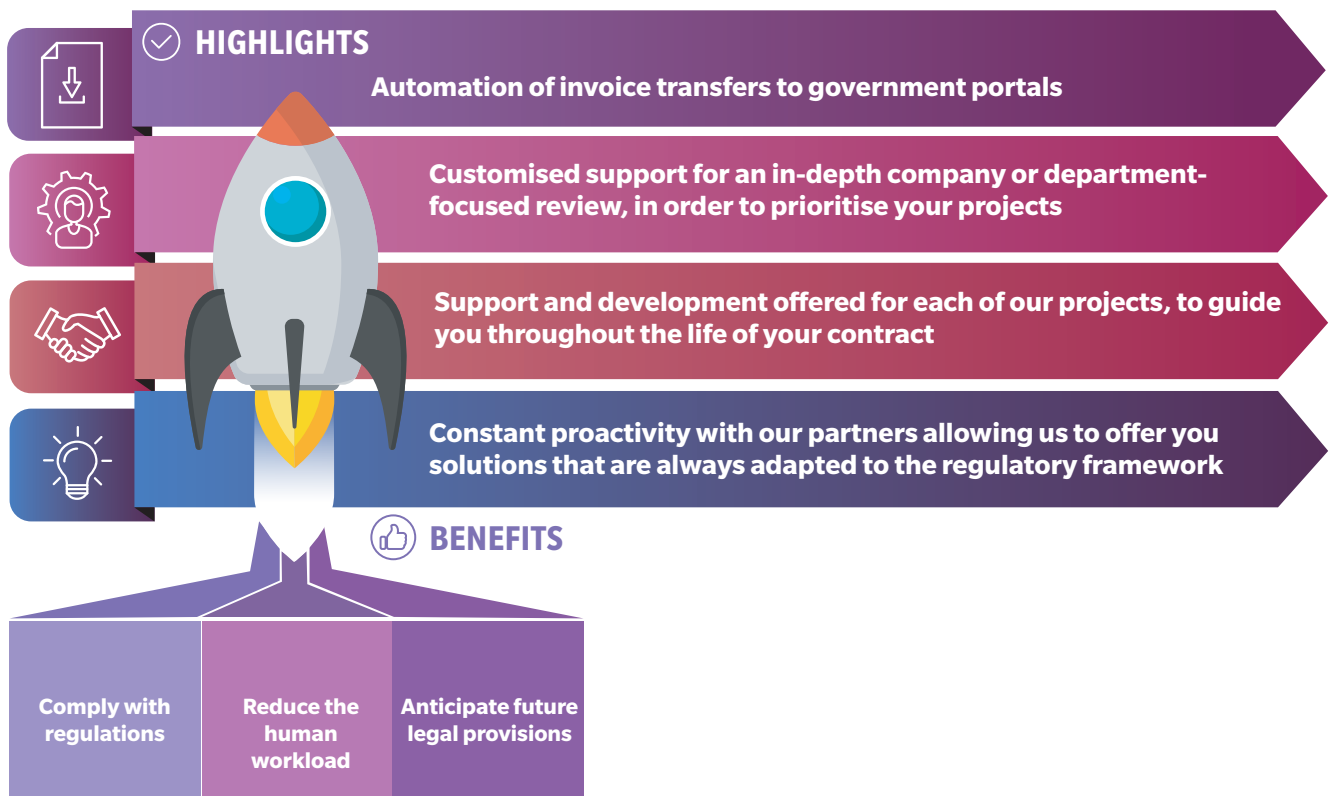 HIGHLIGHTS
Automation of invoice transfers to government portals
Customised support for an in-depth company or department-
focused review, in order to prioritise your projects
Support and development offered for each of our projects, to guide
you throughout the life of your contract
Constant proactivity with our partners allowing us to offer you
solutions that are always adapted to the regulatory framework
BENEFITS
Comply with
regulations
Reduce the
human
workload
Anticipate future
legal provisions